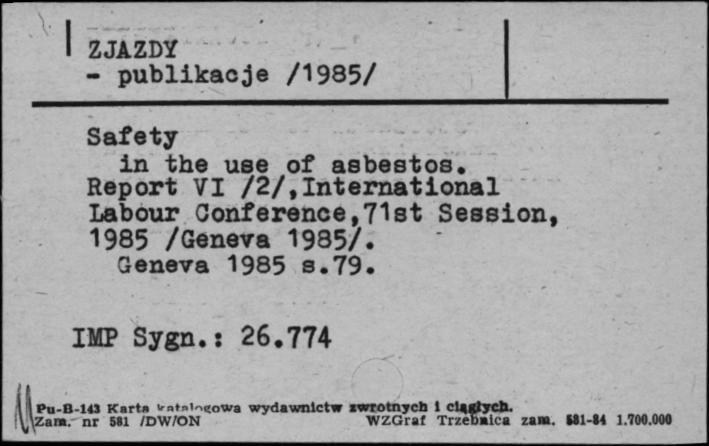 ZJAZDY
- publikacje /1985/
Safety
in the use of asbestos.
Report VI /2/,International
Labour Conference,71st Session,
1985 /Geneva 1985/.
Geneva 1985 s.79.
IMP Sygn.: 26.774
Pu-B-143 Karta katalogowa wydawnictw zwrotnych i ciągłych.
Zam. nr 581 /DW/ON WZGraf Trzebnica zam. 581-84 1.700.000